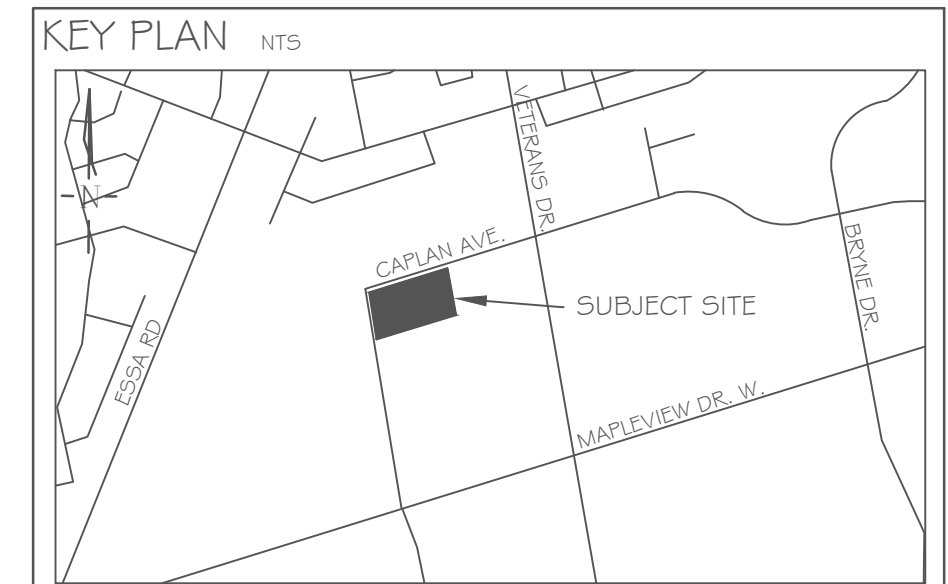 KEY PLAN NTS
N
VETERANS DR.
CAPLAN AVE.
BRYNE DR.
SUBJECT SITE
ESSA RD
MAPLEVIEW DR. W.